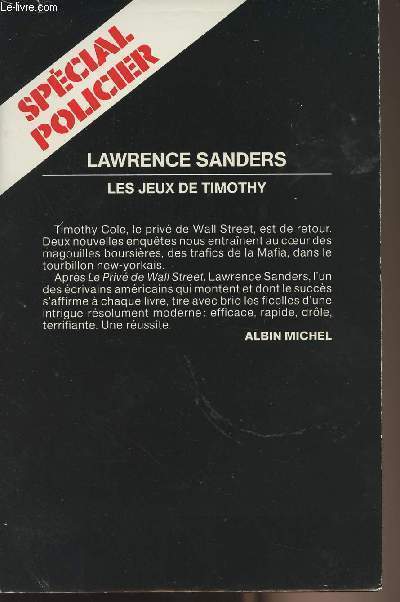 Le-livre.com
SPÉCIAL
POLICIER
LAWRENCE SANDERS
LES JEUX DE TIMOTHY
Timothy Cole, le privé de Wall Street, est de retour.
Deux nouvelles enquêtes nous entraînent au cœur des
magouilles boursières, des trafics de la Mafia, dans le
tourbillon new-yorkais.
Après Le Privé de Wall Street, Lawrence Sanders, l'un
des écrivains américains qui montent et dont le succès
s'affirme à chaque livre, tire avec brio les ficelles d'une
intrigue résolument moderne : efficace, rapide, drôle,
terrifiante. Une réussite.
ALBIN MICHEL